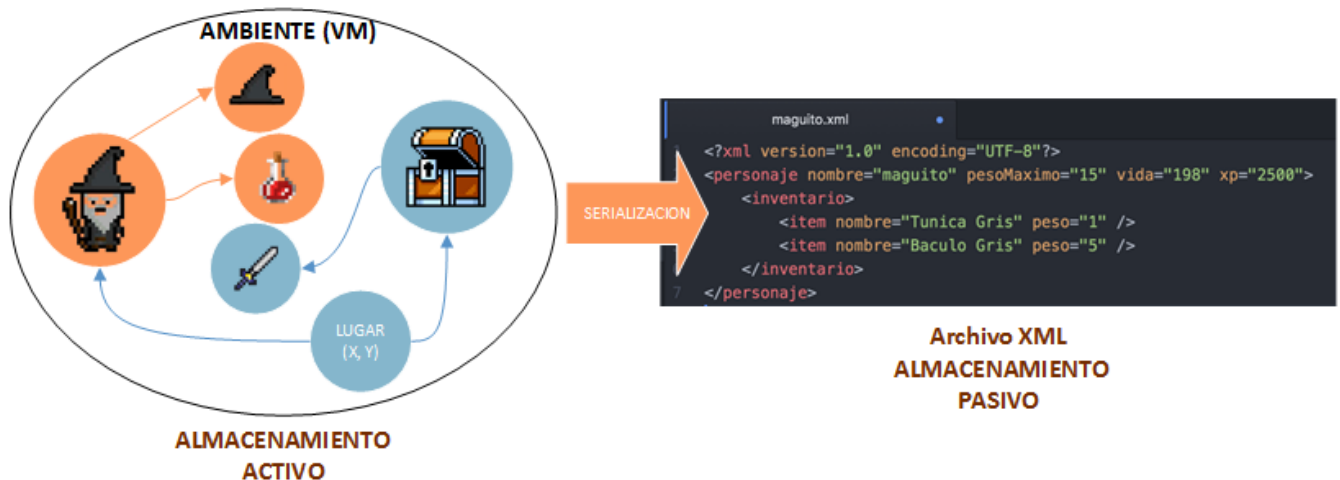 AMBIENTE (VM)
LUGAR
(X, Y)
ALMACENAMIENTO
ACTIVO
SERIALIZACION
maguito.xml
<?xml version="1.0" encoding="UTF-8"?>
<personaje nombre="maguito" pesoMaximo="15" vida="198" xp="2500">
<inventario>
<item nombre="Tunica Gris" peso="1" />
<item nombre="Baculo Gris" peso="5" />
</inventario>
7 </personaje>
Archivo XML
ALMACENAMIENTO
PASIVO